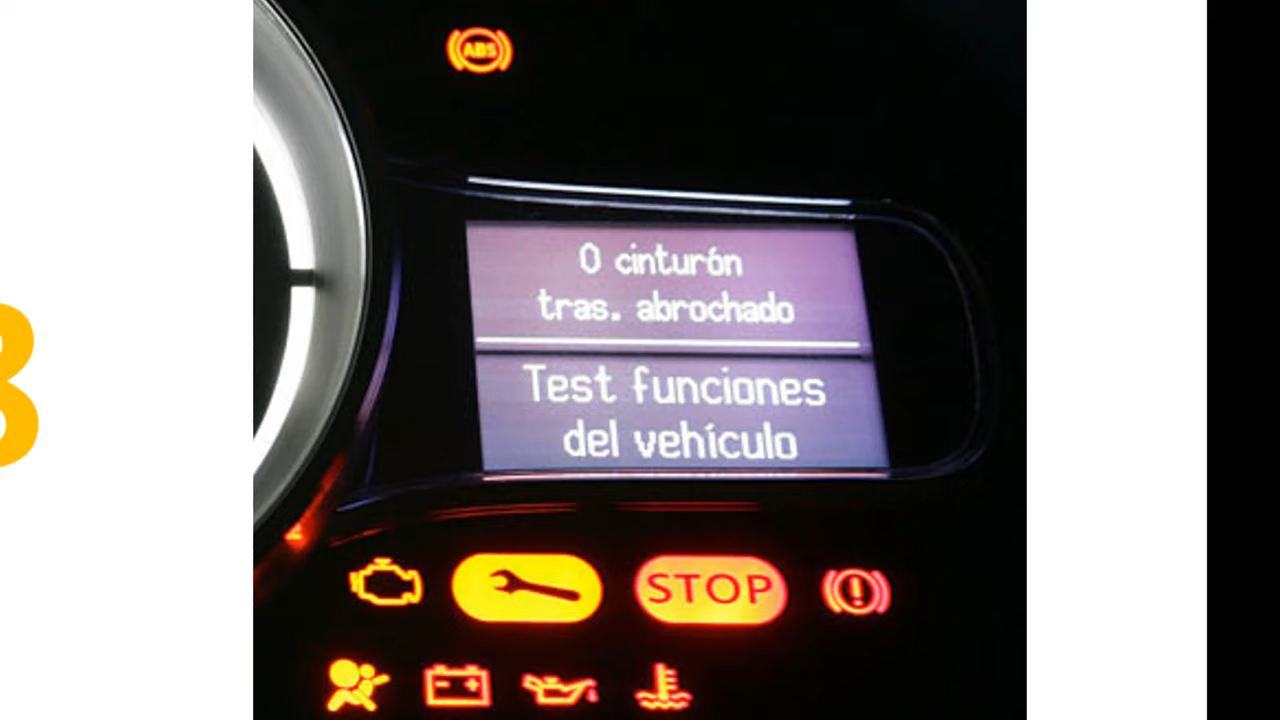 ABS
0 cinturón
tras. abrochado
Test funciones
del vehículo
STOP